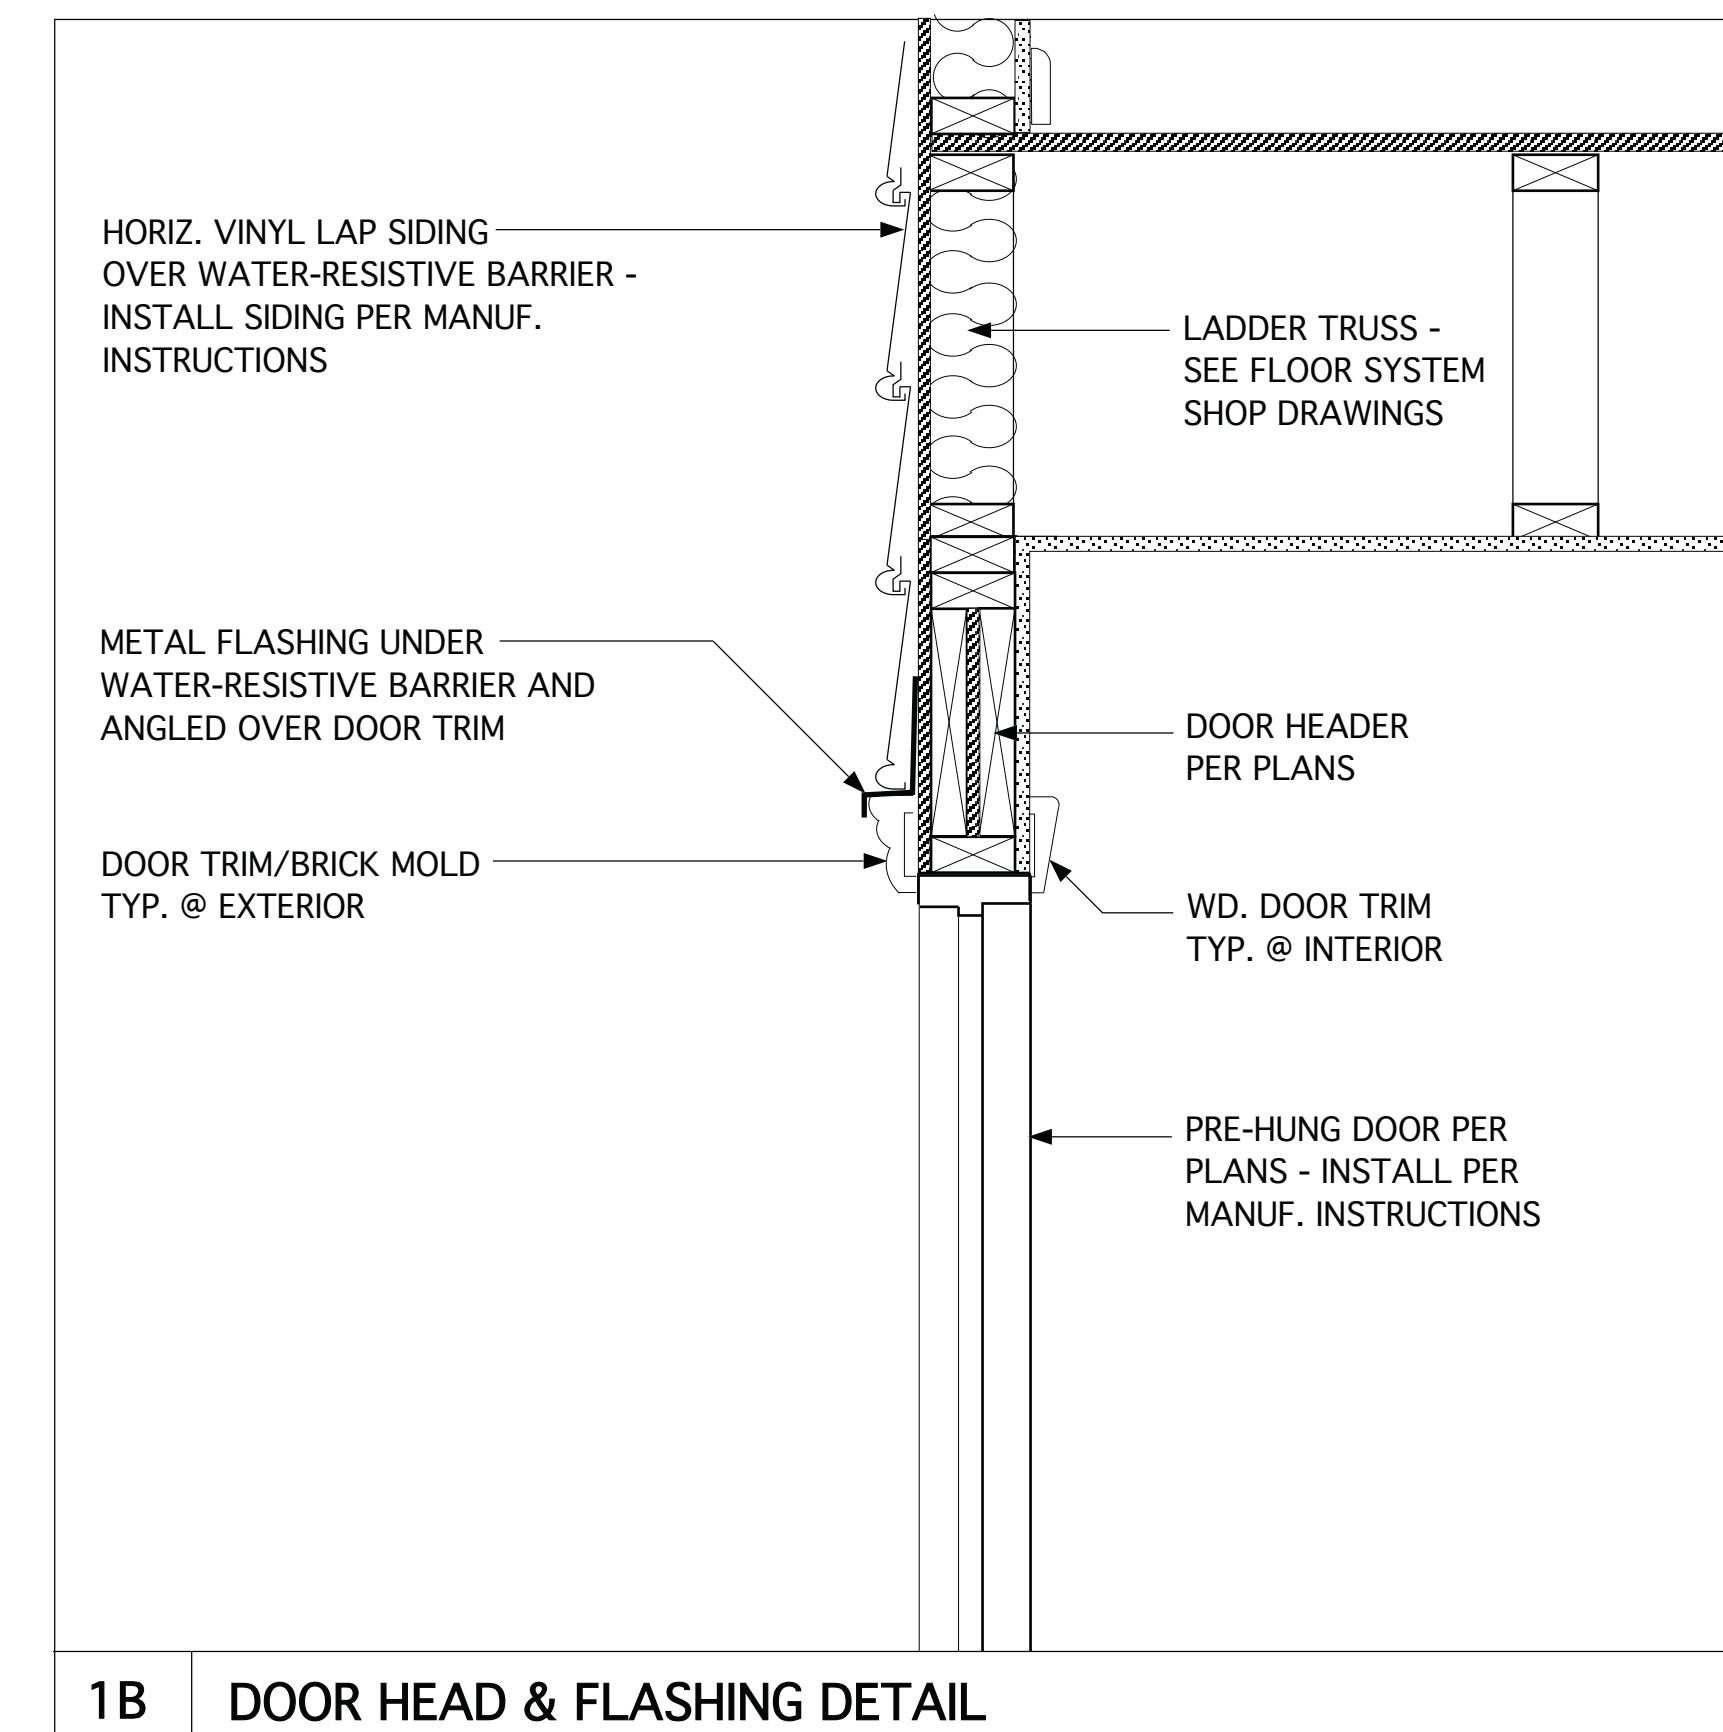 HORIZ. VINYL LAP SIDING
OVER WATER-RESISTIVE BARRIER -
INSTALL SIDING PER MANUF.
INSTRUCTIONS
LADDER TRUSS -
SEE FLOOR SYSTEM
SHOP DRAWINGS
METAL FLASHING UNDER
WATER-RESISTIVE BARRIER AND
ANGLED OVER DOOR TRIM
DOOR HEADER
PER PLANS
DOOR TRIM/BRICK MOLD
TYP. @ EXTERIOR
WD. DOOR TRIM
TYP. @ INTERIOR
PRE-HUNG DOOR PER
PLANS - INSTALL PER
MANUF. INSTRUCTIONS
1B DOOR HEAD & FLASHING DETAIL